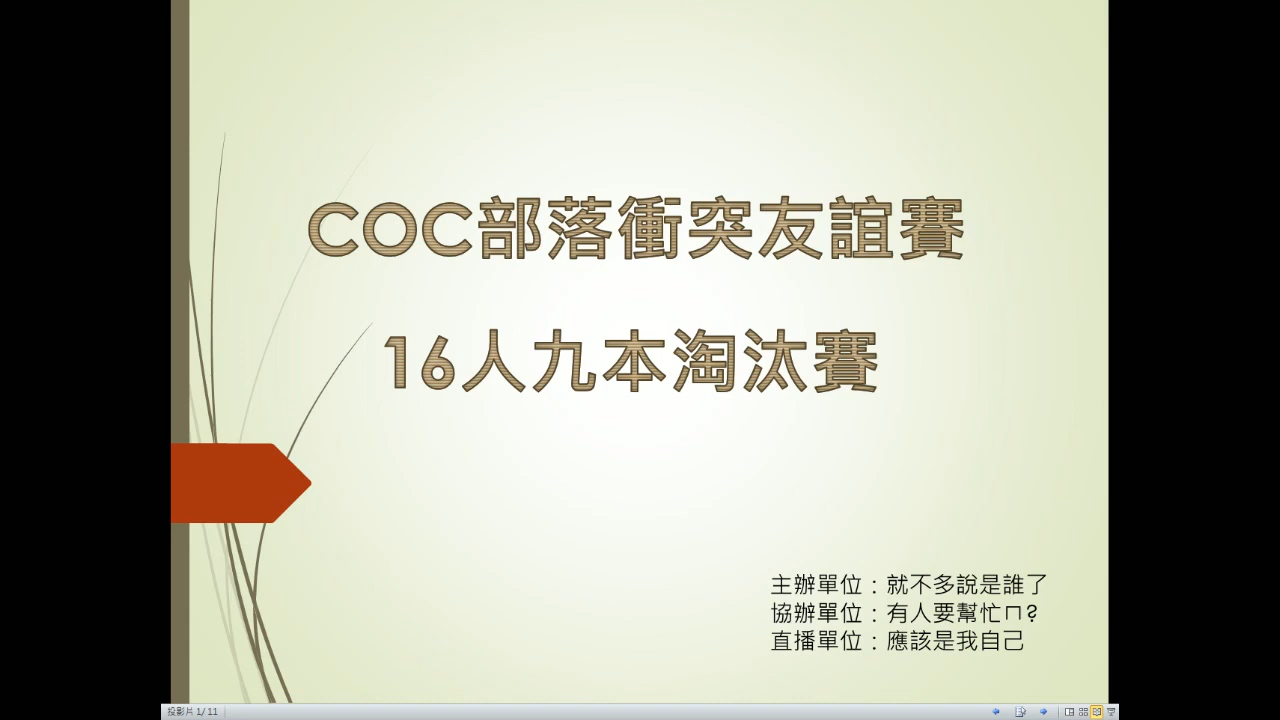 COC部落衝突友誼賽
16人九本淘汰賽
主辦單位：就不多說是誰了
協辦單位：有人要幫忙ㄇ?
直播單位：應該是我自己
投影片 1/ 11